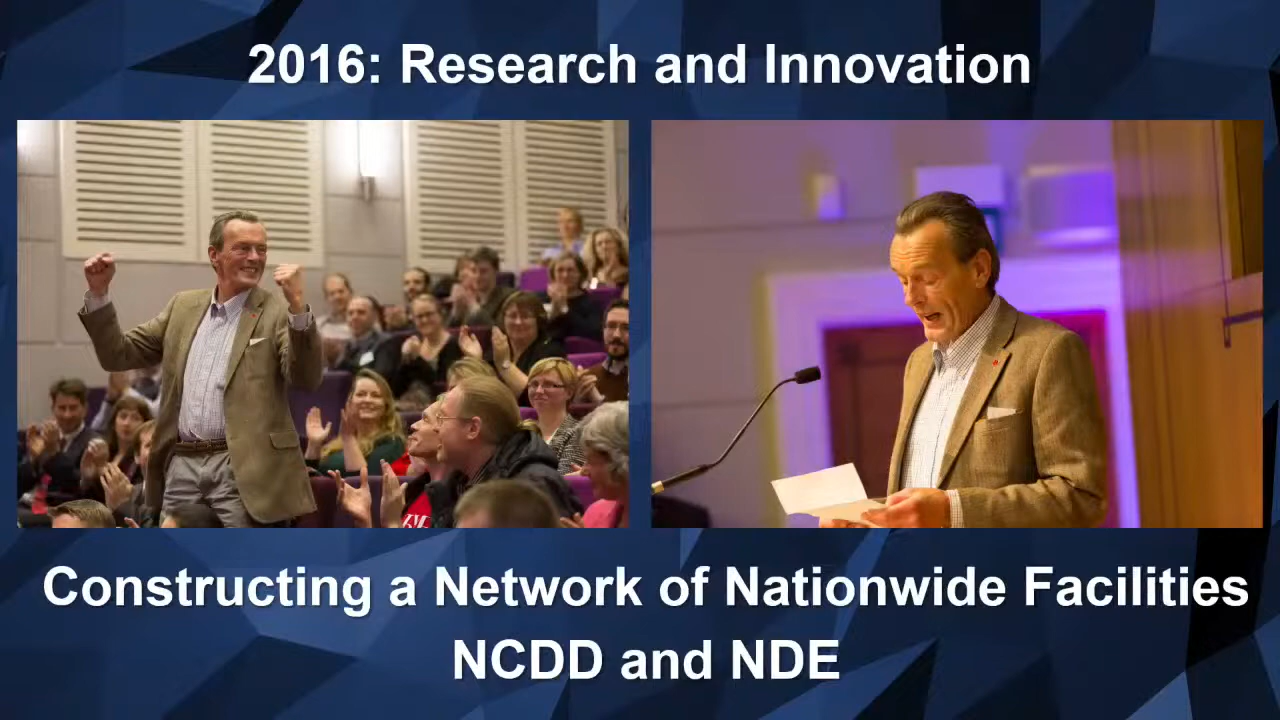 2016: Research and Innovation
Constructing a Network of Nationwide Facilities
NCDD and NDE